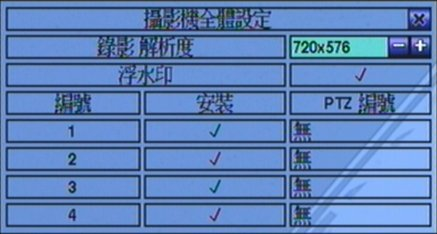 攝影機全體設定
錄影 解析度 720x576
浮水印 ✓
編號 安裝 PTZ 編號
1 ✓ 無
2 ✓ 無
3 ✓ 無
4 ✓ 無